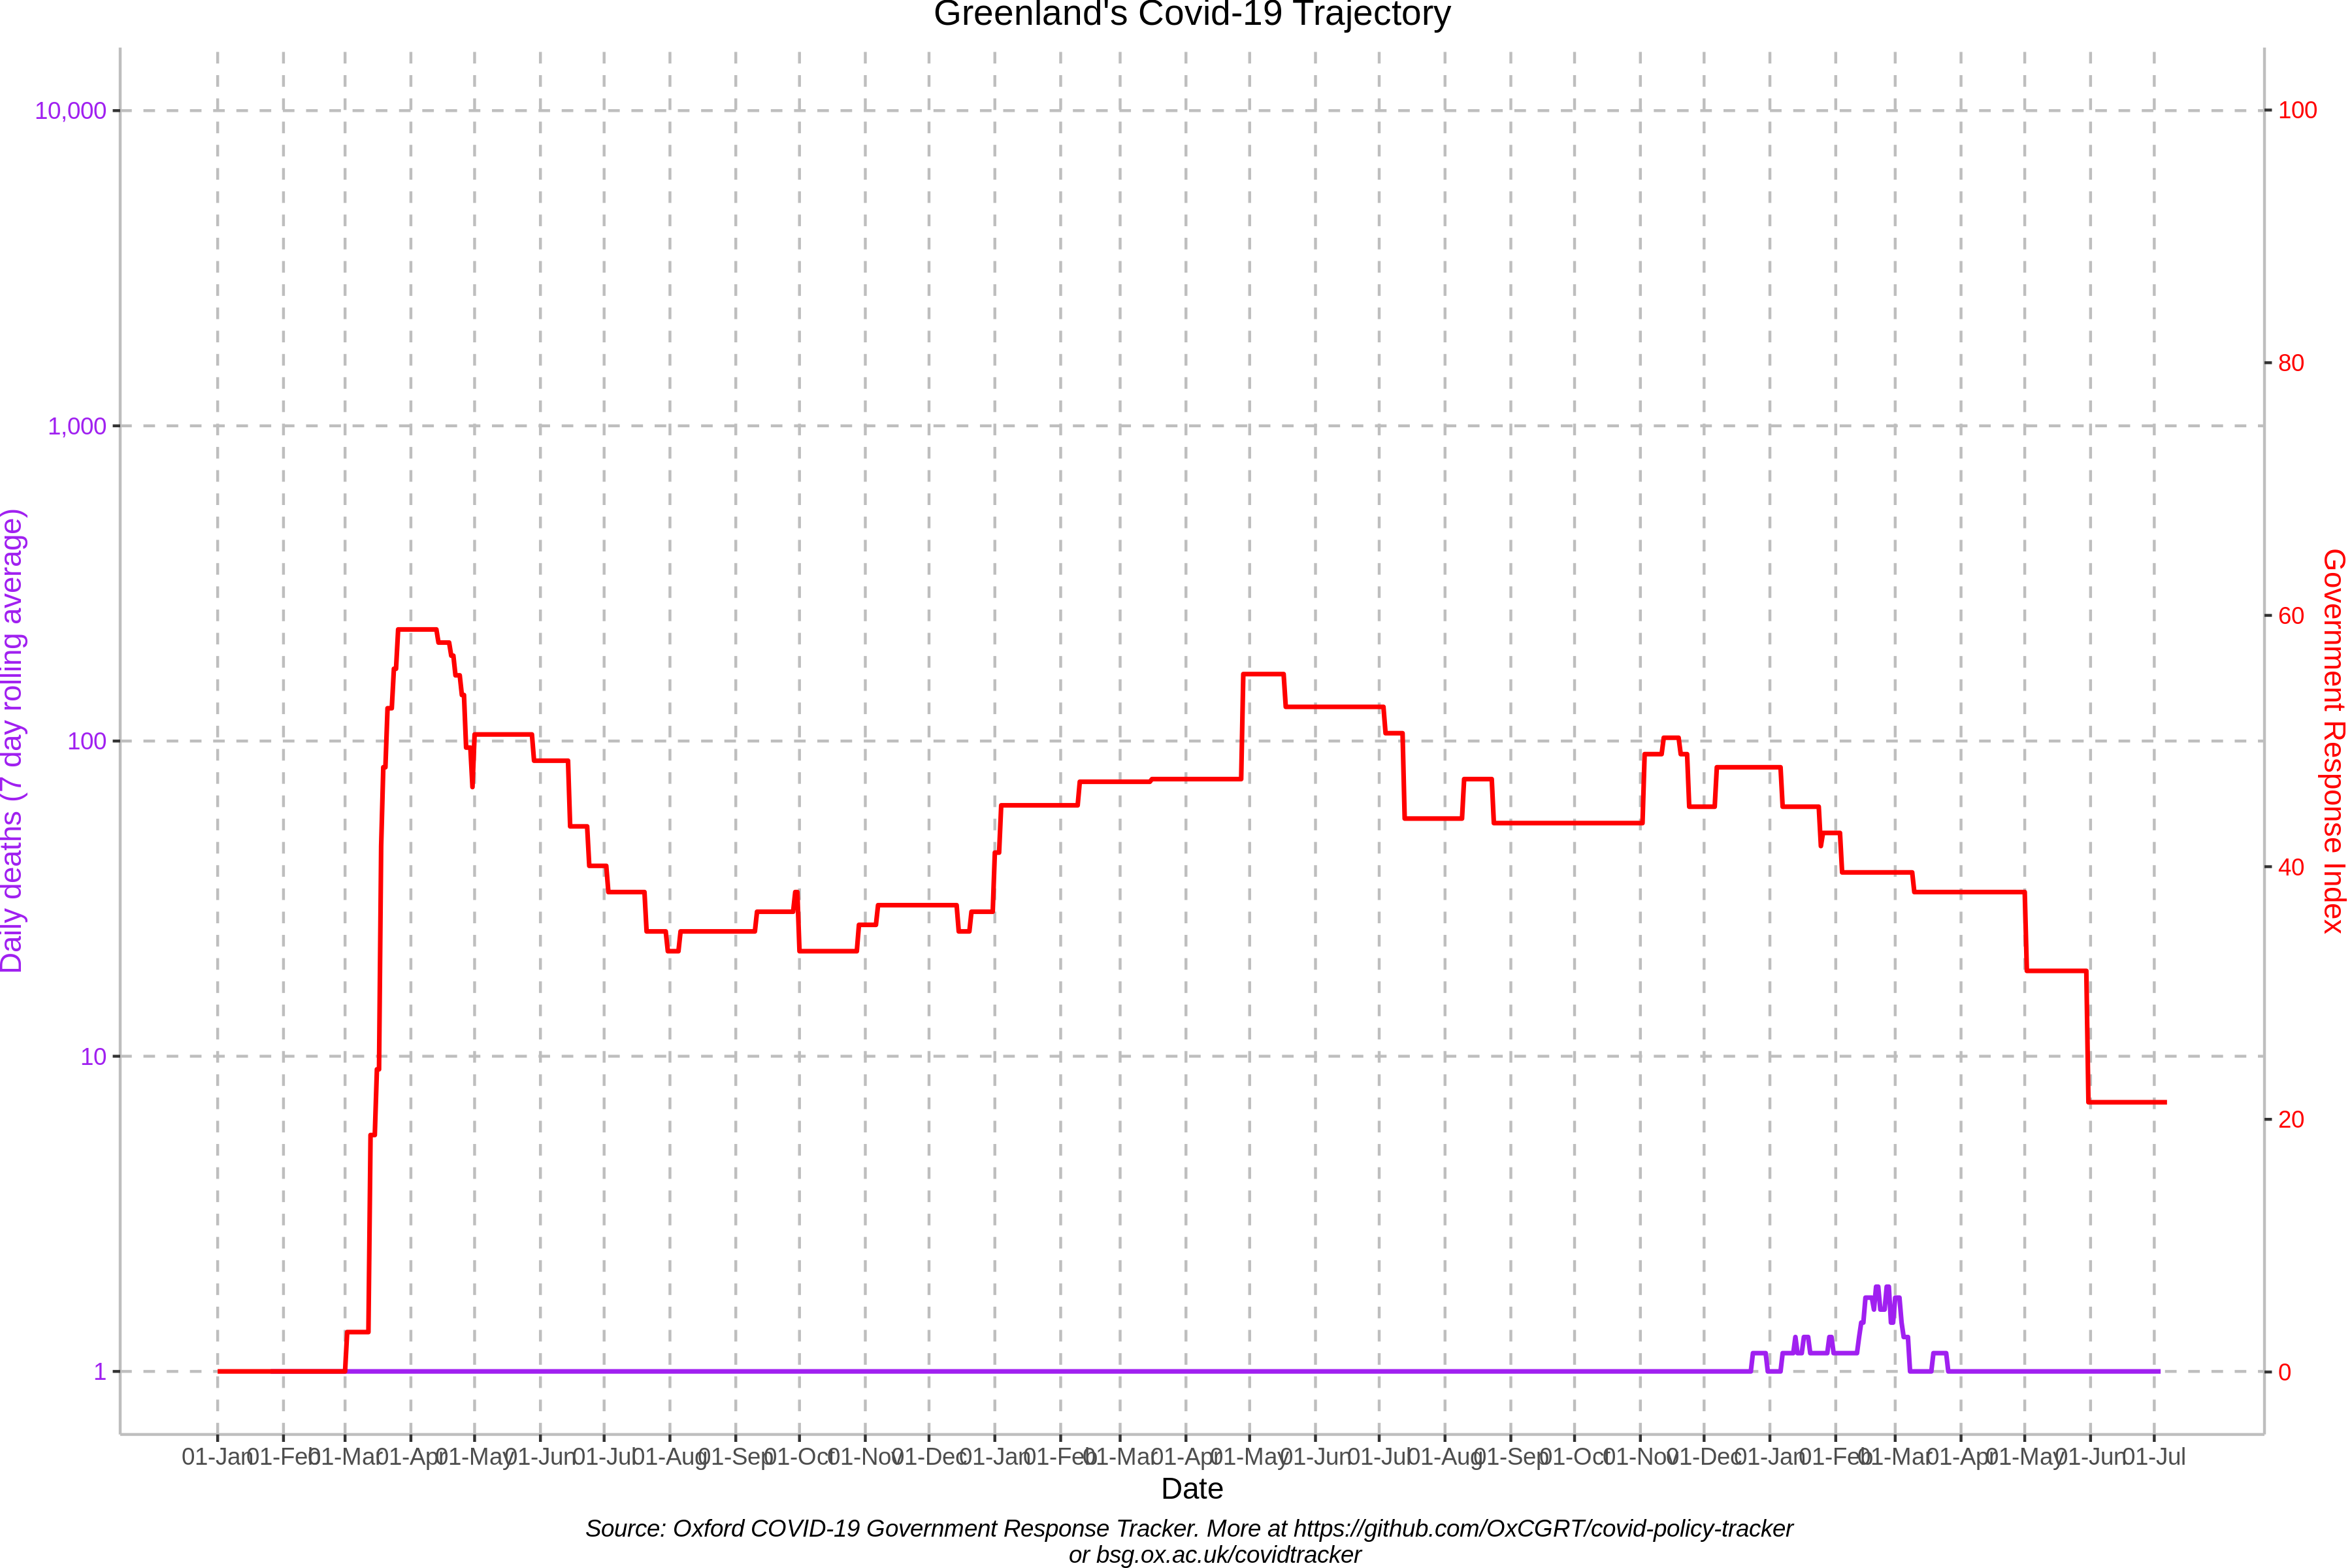 Greenland's Covid-19 Trajectory
10,000
1,000
100
10
1
Daily deaths (7 day rolling average)
100
80
60
40
20
0
Government Response Index
01-Jan 01-Feb 01-Mar 01-Apr 01-May 01-Jun 01-Jul 01-Aug 01-Sep 01-Oct 01-Nov 01-Dec 01-Jan 01-Feb 01-Mar 01-Apr 01-May 01-Jun 01-Jul 01-Aug 01-Sep 01-Oct 01-Nov 01-Dec 01-Jan 01-Feb 01-Mar 01-Apr 01-May 01-Jun 01-Jul
Date
Source: Oxford COVID-19 Government Response Tracker. More at https://github.com/OxCGRT/covid-policy-tracker
or bsg.ox.ac.uk/covidtracker